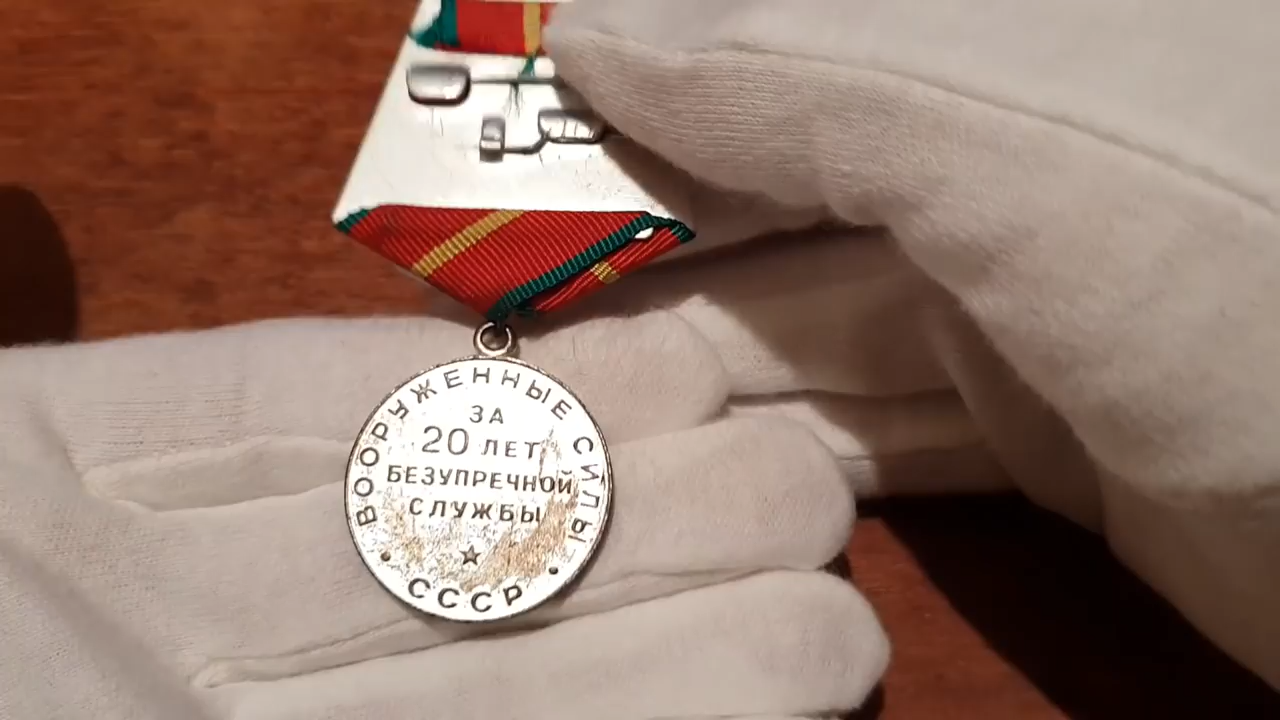 ВООРУЖЕННЫЕ СИЛЫ
ЗА
20 ЛЕТ
БЕЗУПРЕЧНОЙ
СЛУЖБЫ
СССР